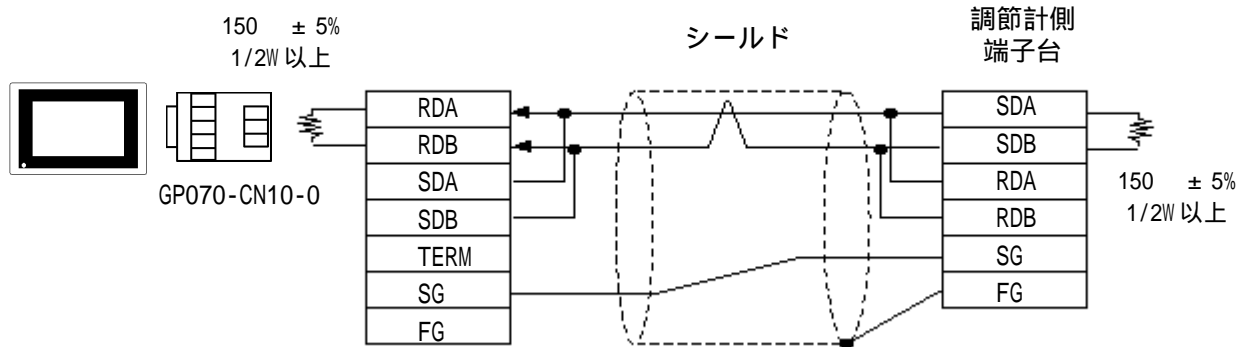 150 ± 5%
1/2W 以上
GP070-CN10-0
RDA
RDB
SDA
SDB
TERM
SG
FG
シールド
調節計側
端子台
SDA
SDB
RDA
RDB
SG
FG
150 ± 5%
1/2W 以上